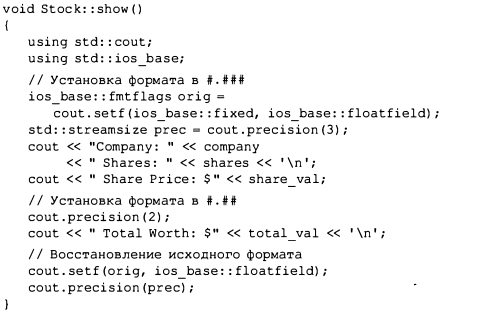 void Stock::show()
{
using std::cout;
using std::ios_base;
// Установка формата в #.###
ios_base::fmtflags orig =
cout.setf(ios_base::fixed, ios_base::floatfield);
std::streamsize prec = cout.precision(3);
cout << "Company: " << company
<< " Shares: " << shares << '\n';
cout << " Share Price: $" << share_val;
// Установка формата в #.##
cout.precision(2);
cout << " Total Worth: $" << total_val << '\n';
// Восстановление исходного формата
cout.setf(orig, ios_base::floatfield);
cout.precision(prec);
}